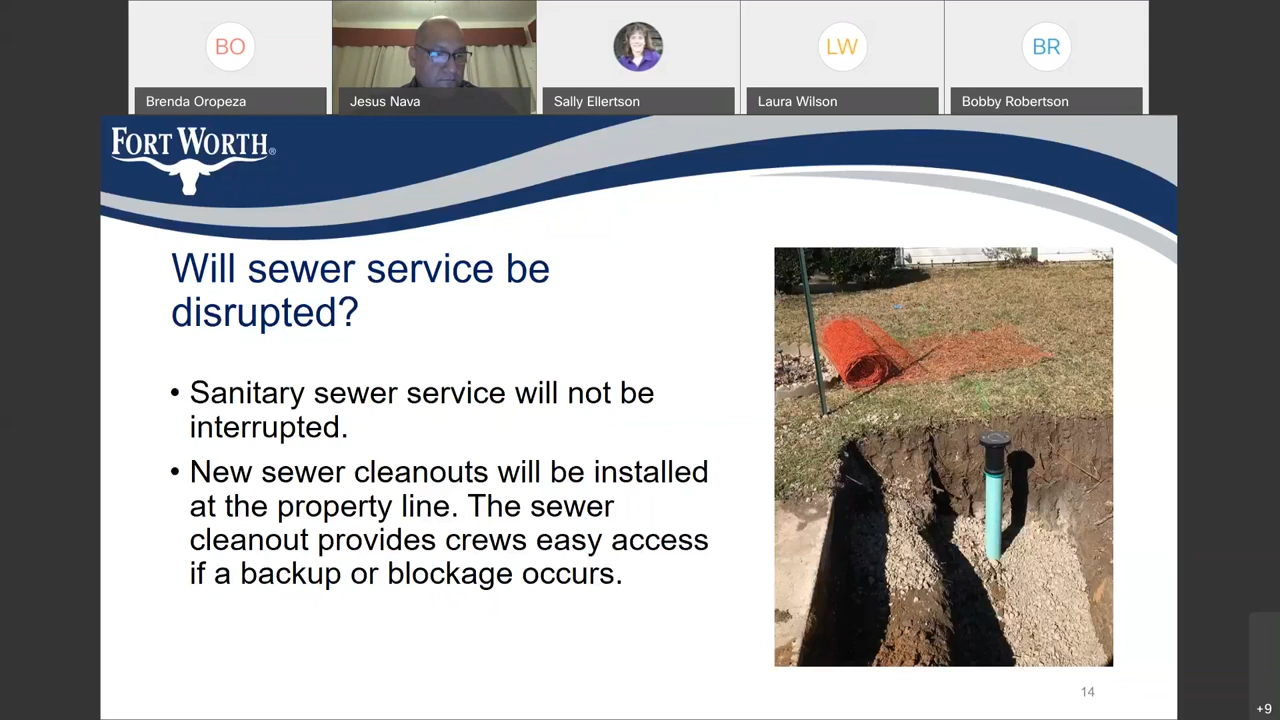 BO
LW
BR
Brenda Oropeza
Jesus Nava
Sally Ellertson
Laura Wilson
Bobby Robertson
FORT WORTH®
Will sewer service be
disrupted?
• Sanitary sewer service will not be
interrupted.
• New sewer cleanouts will be installed
at the property line. The sewer
cleanout provides crews easy access
if a backup or blockage occurs.
14
+9